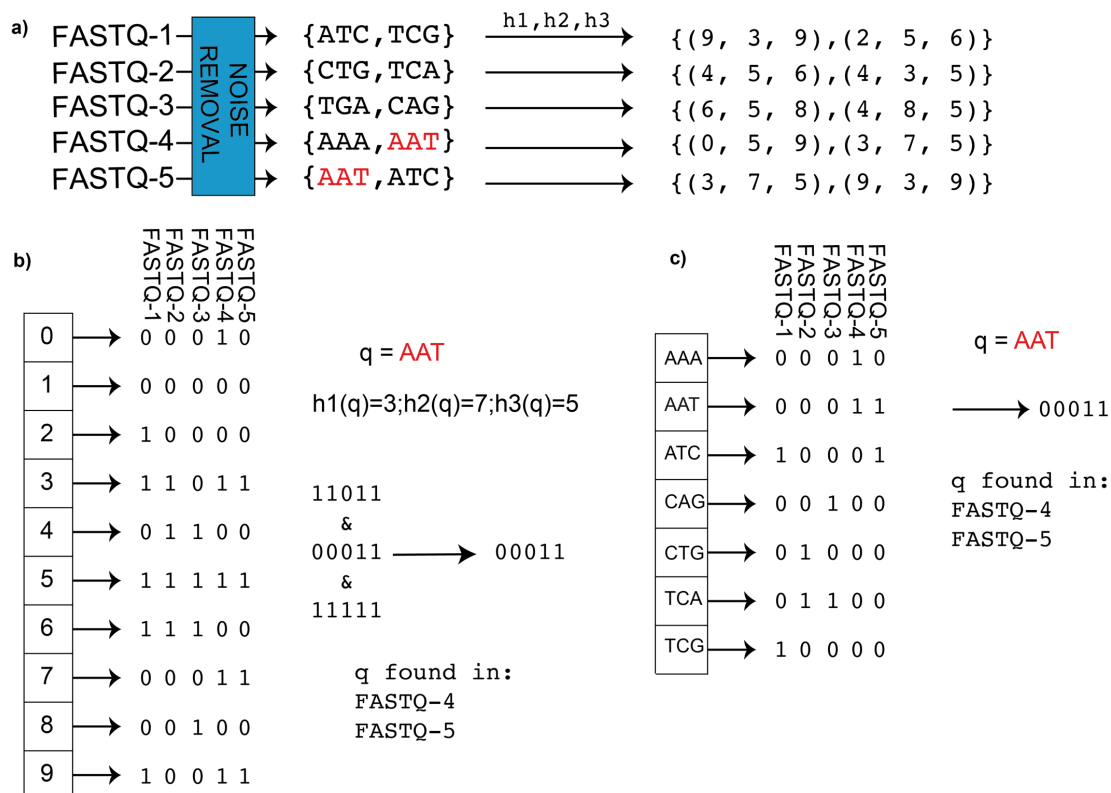 a)
FASTQ-1 {ATC,TCG} h1,h2,h3 {(9, 3, 9),(2, 5, 6)}
FASTQ-2 {CTG,TCA} {(4, 5, 6),(4, 3, 5)}
FASTQ-3 {TGA,CAG} {(6, 5, 8),(4, 8, 5)}
FASTQ-4 {AAA,AAT} {(0, 5, 9),(3, 7, 5)}
FASTQ-5 {AAT,ATC} {(3, 7, 5),(9, 3, 9)}
NOISE
REMOVAL
b)
FASTQ-1
FASTQ-2
FASTQ-3
FASTQ-4
FASTQ-5
0 0 0 0 1 0
1 0 0 0 0 0
2 1 0 0 0 0
3 1 1 0 1 1
4 0 1 1 0 0
5 1 1 1 1 1
6 1 1 1 0 0
7 0 0 0 1 1
8 0 0 1 0 0
9 1 0 0 1 1
q = AAT
h1(q)=3;h2(q)=7;h3(q)=5
11011
&
00011 00011
&
11111
q found in:
FASTQ-4
FASTQ-5
c)
FASTQ-1
FASTQ-2
FASTQ-3
FASTQ-4
FASTQ-5
AAA 0 0 0 1 0
AAT 0 0 0 1 1
ATC 1 0 0 0 1
CAG 0 0 1 0 0
CTG 0 1 0 0 0
TCA 0 1 1 0 0
TCG 1 0 0 0 0
q = AAT
00011
q found in:
FASTQ-4
FASTQ-5